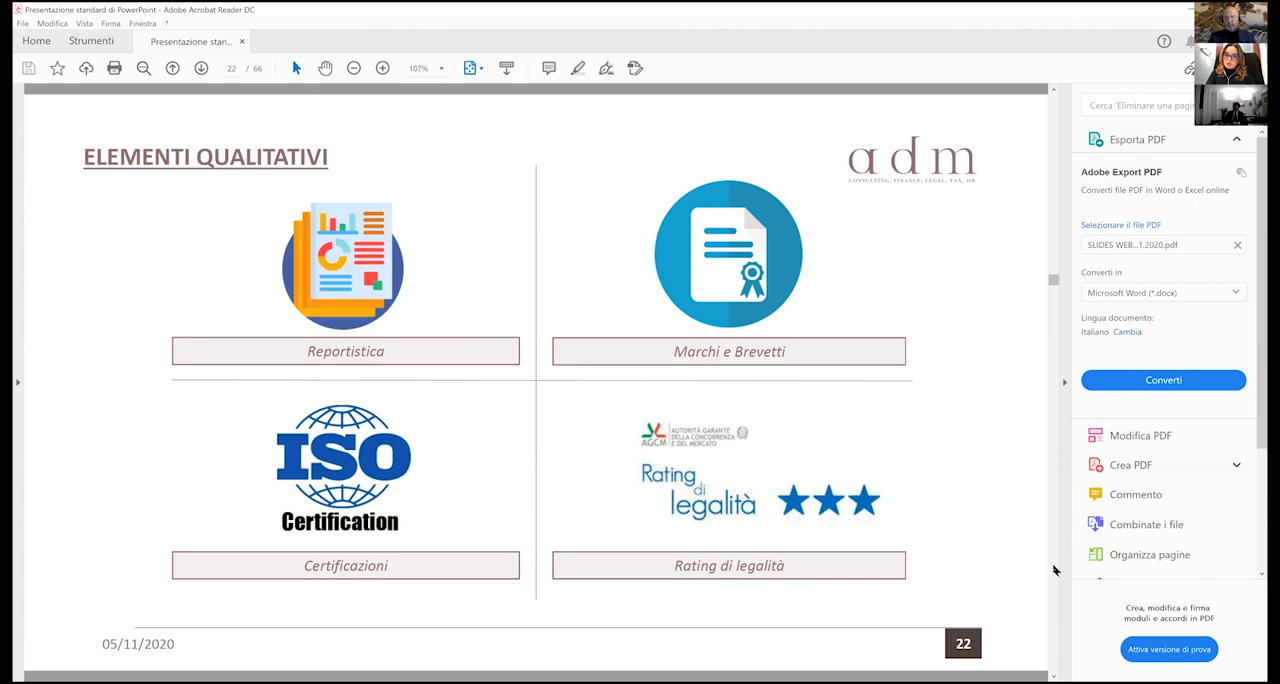 Presentazione standard di PowerPoint - Adobe Acrobat Reader DC
File Modifica Vista Firma Finestra ?
Home Strumenti Presentazione stan... ×
22 / 66 107%
ELEMENTI QUALITATIVI
adm
CONSULTING, FINANCE, LEGAL, TAX, HR
Reportistica
Marchi e Brevetti
ISO
Certification
Certificazioni
AGCM
AUTORITÀ GARANTE
DELLA CONCORRENZA
E DEL MERCATO
Rating
di
legalità
Rating di legalità
05/11/2020
22
Cerca 'Eliminare una pagin
Esporta PDF
Adobe Export PDF
Converti file PDF in Word o Excel online
Selezionare il file PDF
SLIDES WEB...1.2020.pdf
Converti in
Microsoft Word (*.docx)
Lingua documento:
Italiano Cambia
Converti
Modifica PDF
Crea PDF
Commento
Combinate i file
Organizza pagine
Crea, modifica e firma
moduli e accordi in PDF
Attiva versione di prova